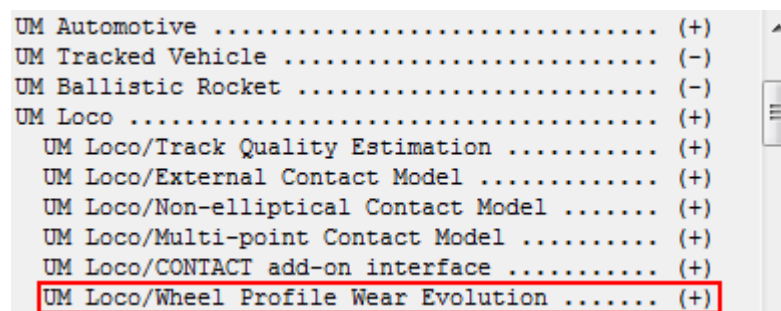 UM Automotive ................................ (+)
UM Tracked Vehicle ........................... (-)
UM Ballistic Rocket .......................... (-)
UM Loco ...................................... (+)
UM Loco/Track Quality Estimation ........... (+)
UM Loco/External Contact Model ............. (+)
UM Loco/Non-elliptical Contact Model ....... (+)
UM Loco/Multi-point Contact Model .......... (+)
UM Loco/CONTACT add-on interface ........... (+)
UM Loco/Wheel Profile Wear Evolution ....... (+)